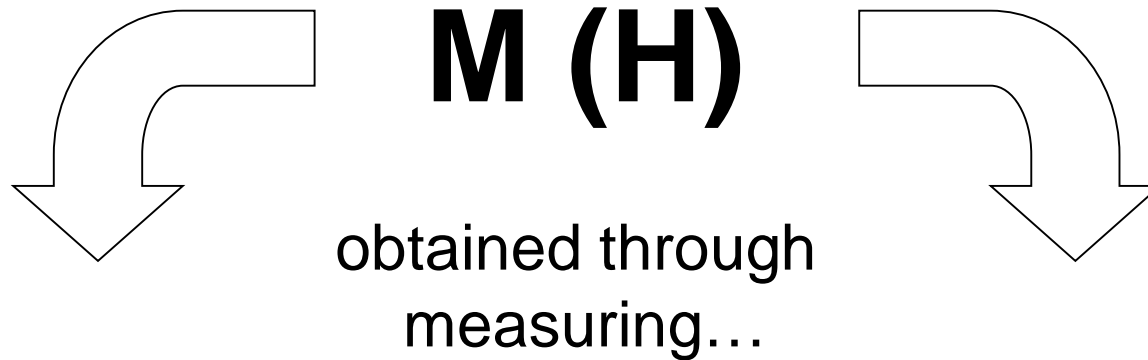 M (H)
obtained through
measuring…